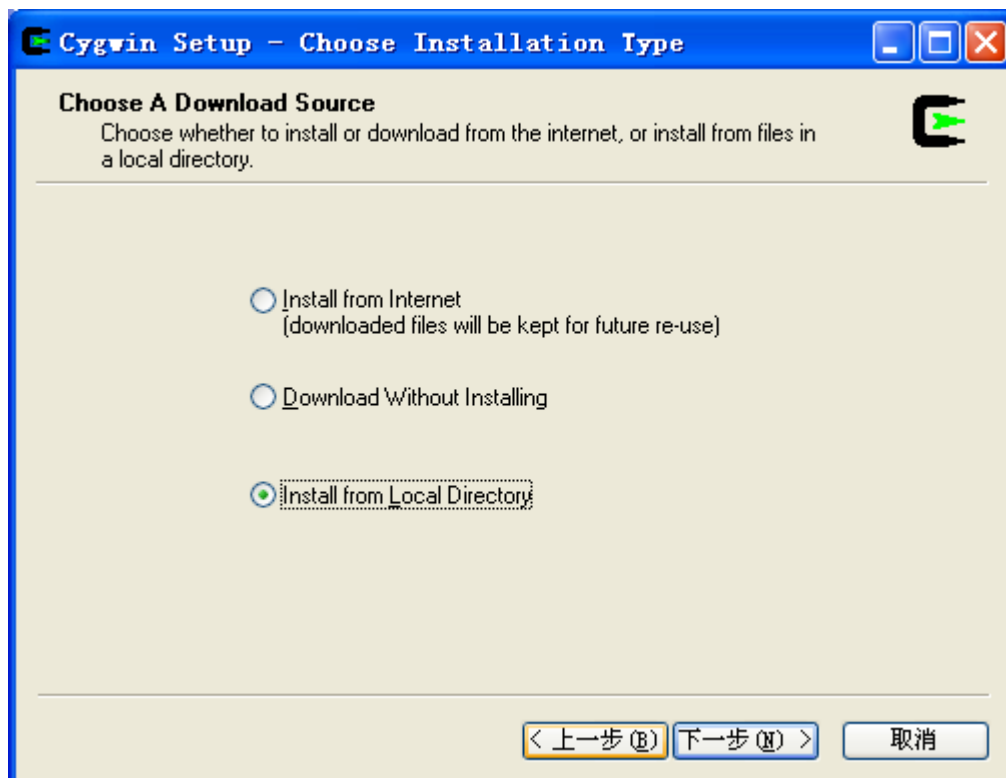 Cygwin Setup - Choose Installation Type
Choose A Download Source
Choose whether to install or download from the internet, or install from files in
a local directory.
Install from Internet
(downloaded files will be kept for future re-use)
Download Without Installing
Install from Local Directory
< 上一步(B) 下一步(N) > 取消